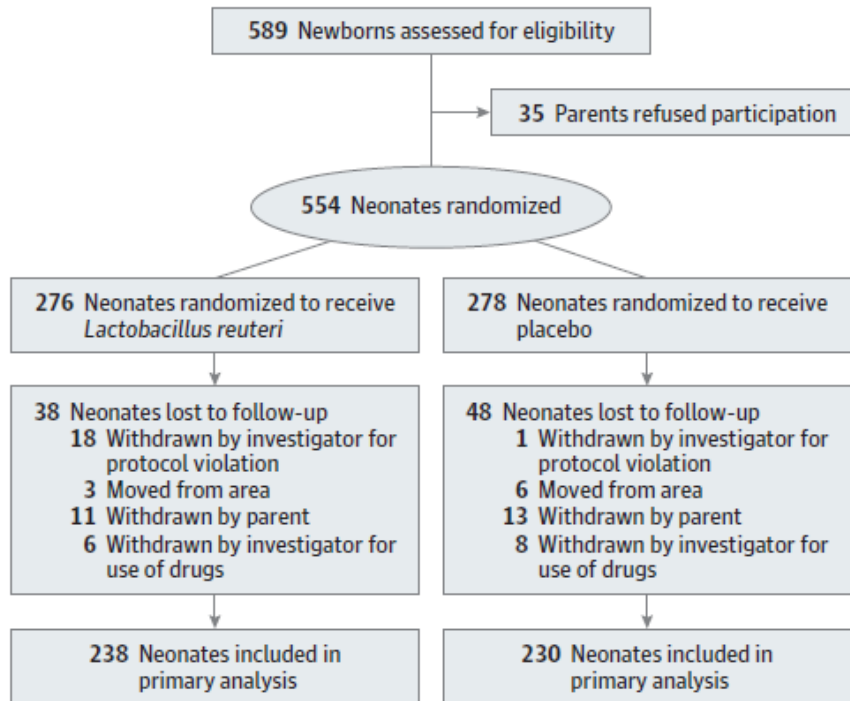 589 Newborns assessed for eligibility
35 Parents refused participation
554 Neonates randomized
276 Neonates randomized to receive
Lactobacillus reuteri
278 Neonates randomized to receive
placebo
38 Neonates lost to follow-up
18 Withdrawn by investigator for
protocol violation
3 Moved from area
11 Withdrawn by parent
6 Withdrawn by investigator for
use of drugs
48 Neonates lost to follow-up
1 Withdrawn by investigator for
protocol violation
6 Moved from area
13 Withdrawn by parent
8 Withdrawn by investigator for
use of drugs
238 Neonates included in
primary analysis
230 Neonates included in
primary analysis